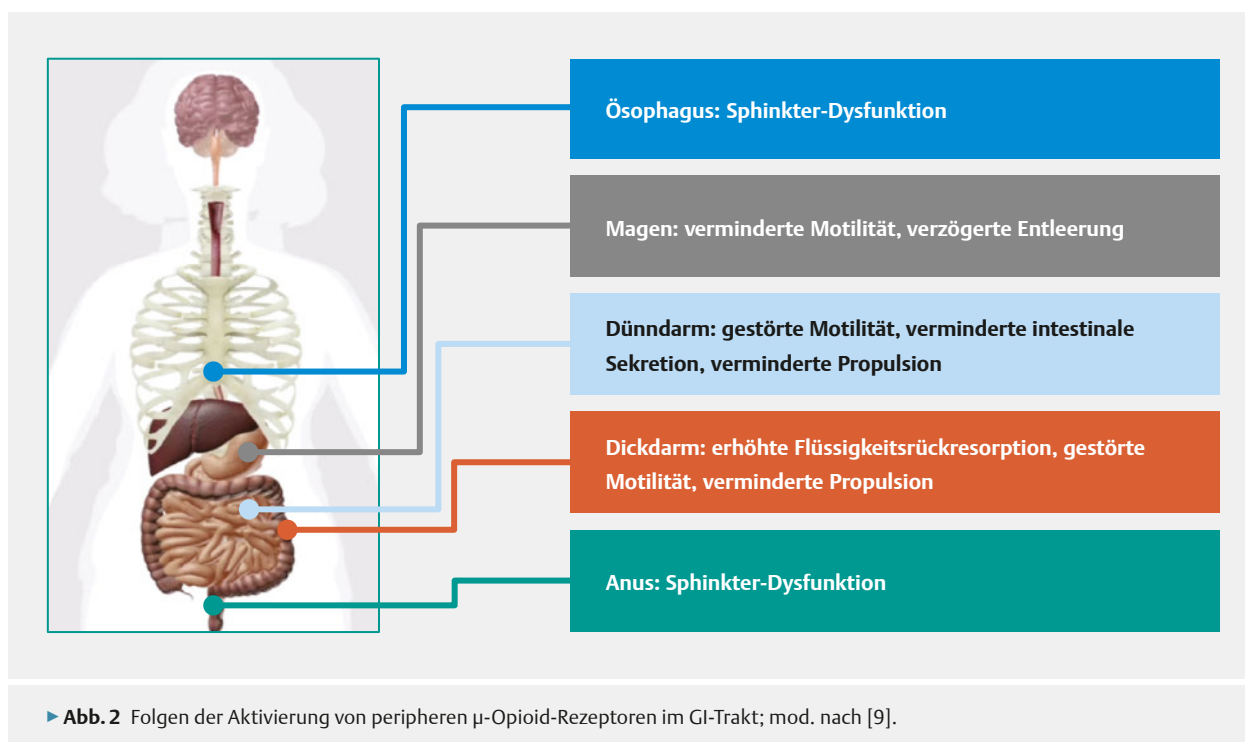 Ösophagus: Sphinkter-Dysfunktion
Magen: verminderte Motilität, verzögerte Entleerung
Dünndarm: gestörte Motilität, verminderte intestinale
Sekretion, verminderte Propulsion
Dickdarm: erhöhte Flüssigkeitsrückresorption, gestörte
Motilität, verminderte Propulsion
Anus: Sphinkter-Dysfunktion
▶ Abb. 2 Folgen der Aktivierung von peripheren µ-Opioid-Rezeptoren im GI-Trakt; mod. nach [9].